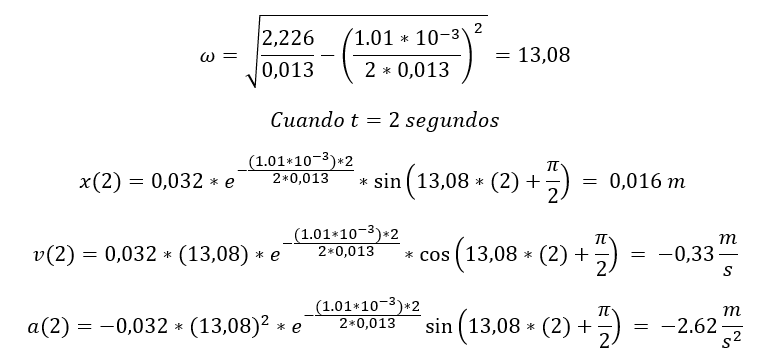 ω = √(2,226/0,013 − (1.01 ∗ 10⁻³/2 ∗ 0,013)²) = 13,08
Cuando t = 2 segundos
x(2) = 0,032 ∗ e^(−(1.01∗10⁻³)∗2/2∗0,013) ∗ sin(13,08 ∗ (2) + π/2) = 0,016 m
v(2) = 0,032 ∗ (13,08) ∗ e^(−(1.01∗10⁻³)∗2/2∗0,013) ∗ cos(13,08 ∗ (2) + π/2) = −0,33 m/s
a(2) = −0,032 ∗ (13,08)² ∗ e^(−(1.01∗10⁻³)∗2/2∗0,013) sin(13,08 ∗ (2) + π/2) = −2.62 m/s²